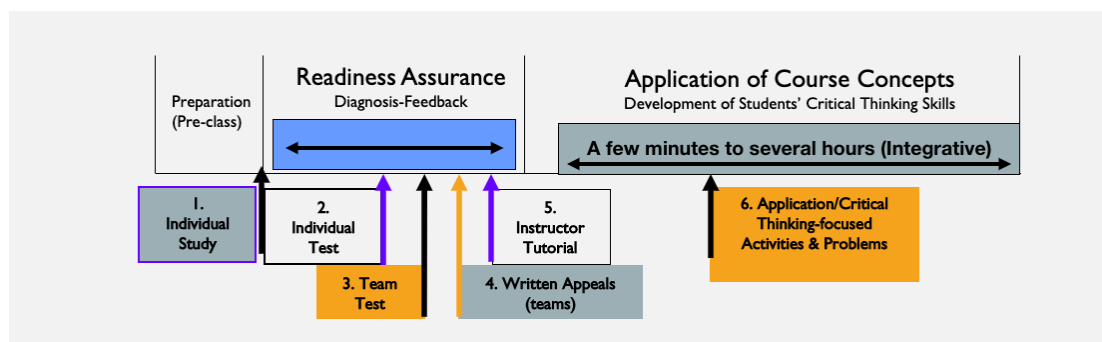 Preparation
(Pre-class)
Readiness Assurance
Diagnosis-Feedback
Application of Course Concepts
Development of Students' Critical Thinking Skills
A few minutes to several hours (Integrative)
1.
Individual
Study
2.
Individual
Test
3. Team
Test
4. Written Appeals
(teams)
5.
Instructor
Tutorial
6. Application/Critical
Thinking-focused
Activities & Problems